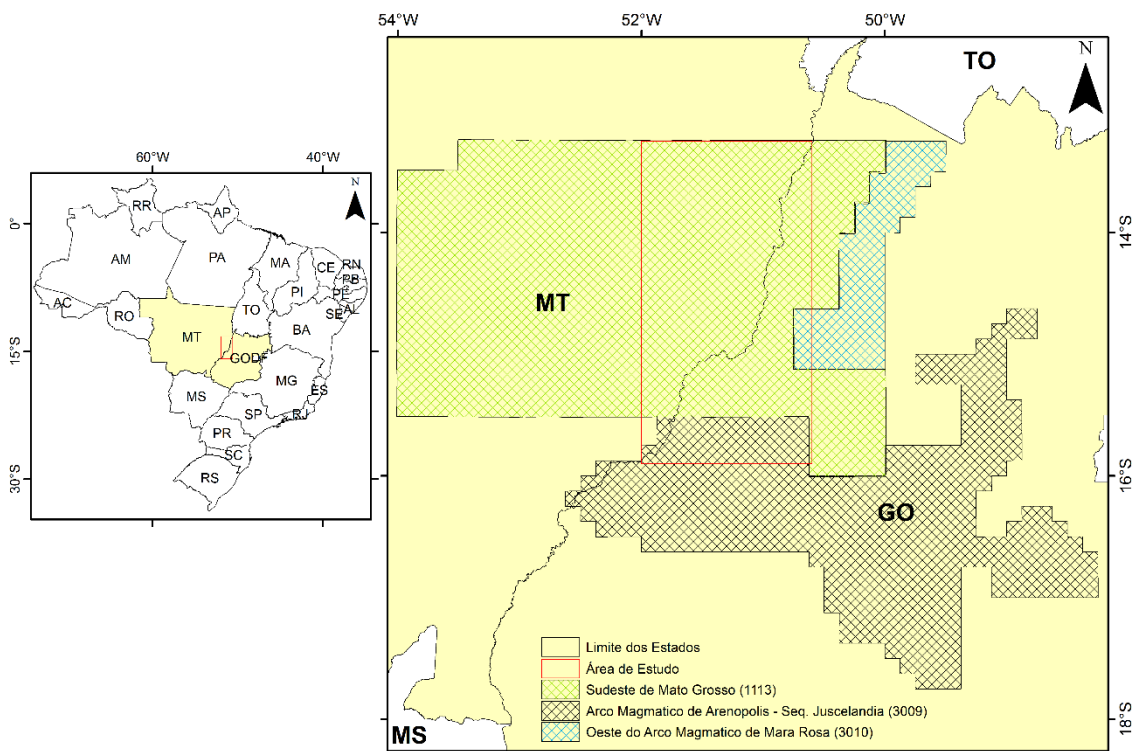 60°W
40°W
N
0°
15°S
30°S
RR
AP
AM
PA
MA
CE
RN
PB
PI
PE
AC
TO
AL
SE
RO
BA
MT
GODF
MG
MS
ES
SP
RJ
PR
SC
RS
54°W
52°W
50°W
TO
N
14°S
MT
16°S
GO
Limite dos Estados
Área de Estudo
Sudeste de Mato Grosso (1113)
Arco Magmatico de Arenopolis - Seq. Juscelandia (3009)
Oeste do Arco Magmatico de Mara Rosa (3010)
18°S
MS